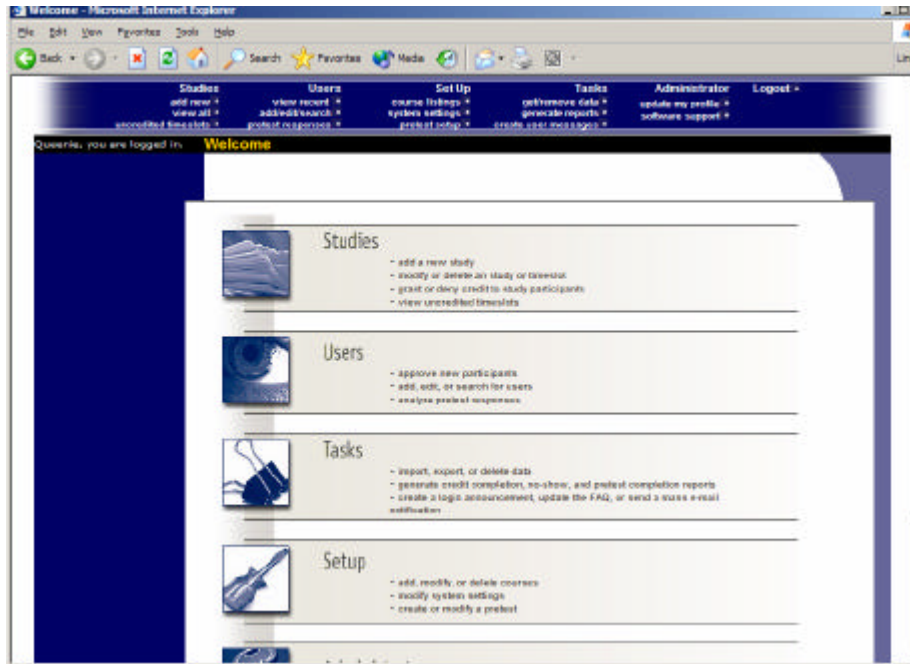 Welcome - Microsoft Internet Explorer
File Edit View Favorites Tools Help
Back Search Favorites Media
Studies Users Set Up Tasks Administrator Logout
add new view recent course listings get/remove data update my profile
view all add/edit/search system settings generate reports software support
uncredited timeslots pretest responses pretest setup create user messages
Queenie, you are logged in. Welcome
Studies
- add a new study
- modify or delete an study or timeslot
- grant or deny credit to study participants
- view uncredited timeslots
Users
- approve new participants
- add, edit, or search for users
- analyze pretest responses
Tasks
- import, export, or delete data
- generate credit completion, no-show, and pretest completion reports
- create a login announcement, update the FAQ, or send a mass e-mail
notification
Setup
- add, modify, or delete courses
- modify system settings
- create or modify a pretest